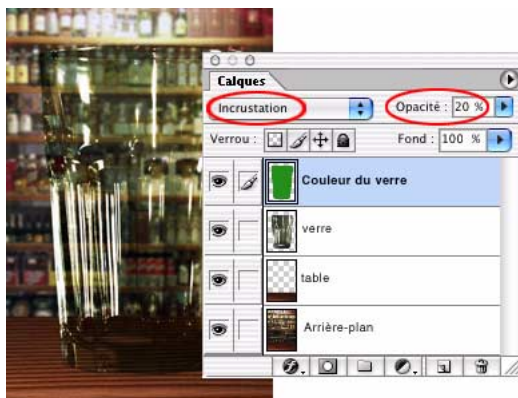 Calques
Incrustation Opacité : 20 %
Verrou : Fond : 100 %
Couleur du verre
verre
table
Arrière-plan